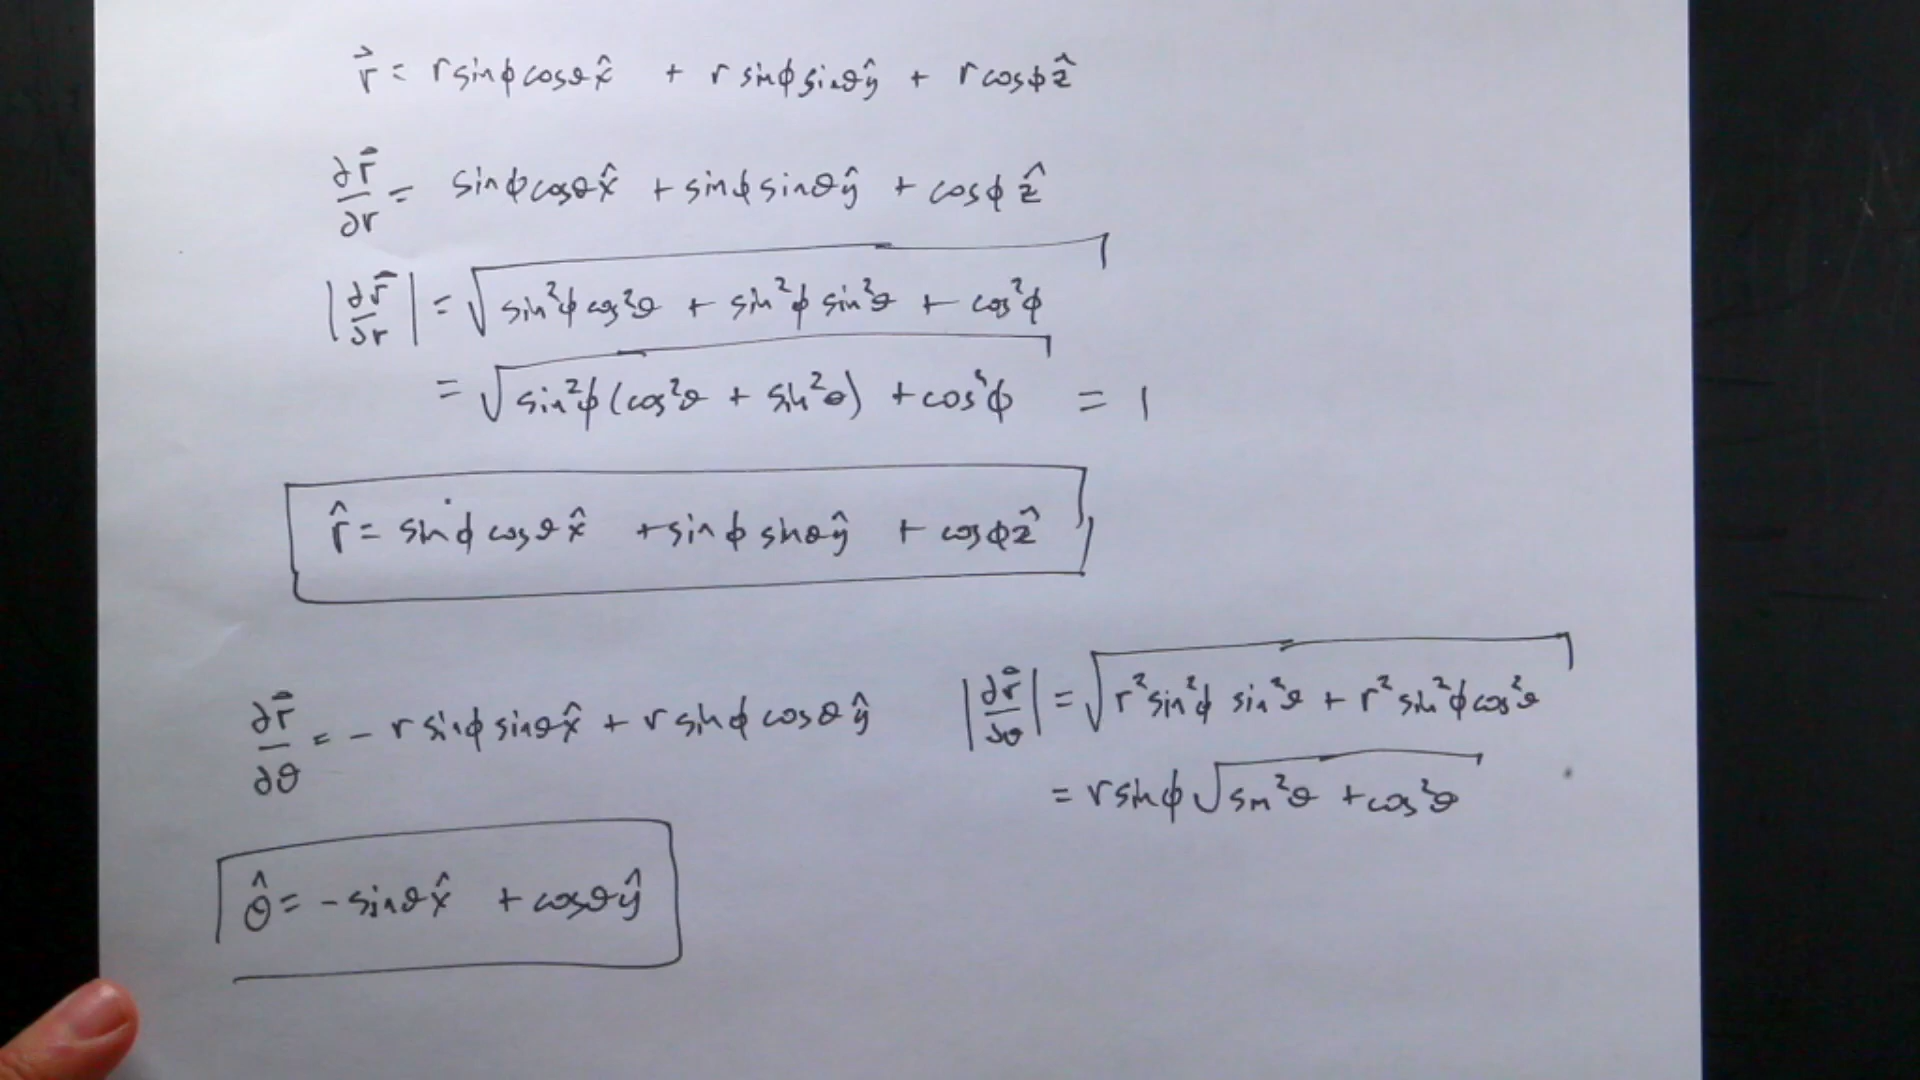 r⃗ = r sinϕ cosθ x̂ + r sinϕ sinθ ŷ + r cosϕ ẑ
∂r⃗/∂r = sinϕ cosθ x̂ + sinϕ sinθ ŷ + cosϕ ẑ
|∂r⃗/∂r| = √(sin²ϕ cos²θ + sin²ϕ sin²θ + cos²ϕ)
= √(sin²ϕ (cos²θ + sin²θ) + cos²ϕ) = 1
r̂ = sinϕ cosθ x̂ + sinϕ sinθ ŷ + cosϕ ẑ
∂r⃗/∂θ = - r sinϕ sinθ x̂ + r sinϕ cosθ ŷ
|∂r⃗/∂θ| = √(r² sin²ϕ sin²θ + r² sin²ϕ cos²θ)
= r sinϕ √(sin²θ + cos²θ)
θ̂ = - sinθ x̂ + cosθ ŷ